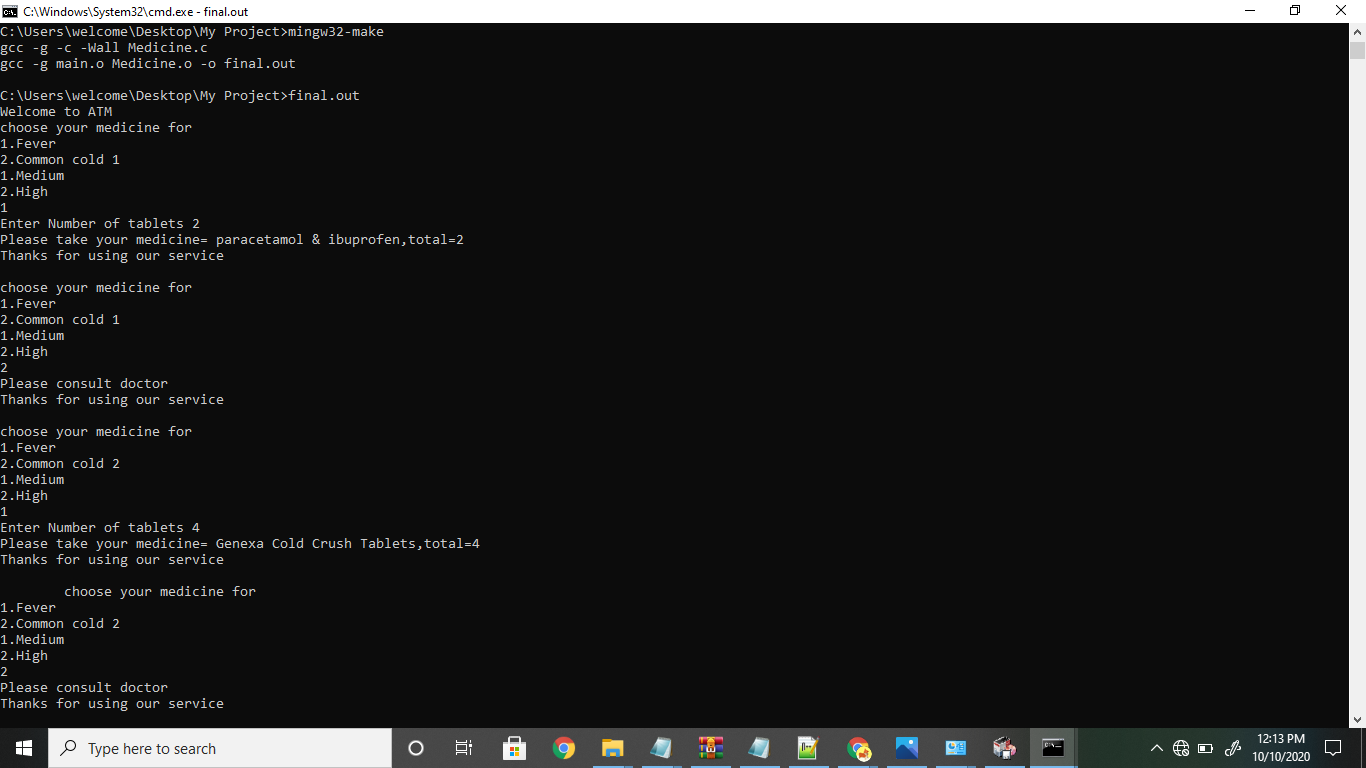 C:\Windows\System32\cmd.exe - final.out
C:\Users\welcome\Desktop\My Project>mingw32-make
gcc -g -c -Wall Medicine.c
gcc -g main.o Medicine.o -o final.out
C:\Users\welcome\Desktop\My Project>final.out
Welcome to ATM
choose your medicine for
1.Fever
2.Common cold 1
1.Medium
2.High
1
Enter Number of tablets 2
Please take your medicine= paracetamol & ibuprofen,total=2
Thanks for using our service
choose your medicine for
1.Fever
2.Common cold 1
1.Medium
2.High
2
Please consult doctor
Thanks for using our service
choose your medicine for
1.Fever
2.Common cold 2
1.Medium
2.High
1
Enter Number of tablets 4
Please take your medicine= Genexa Cold Crush Tablets,total=4
Thanks for using our service
choose your medicine for
1.Fever
2.Common cold 2
1.Medium
2.High
2
Please consult doctor
Thanks for using our service
Type here to search
12:13 PM
10/10/2020